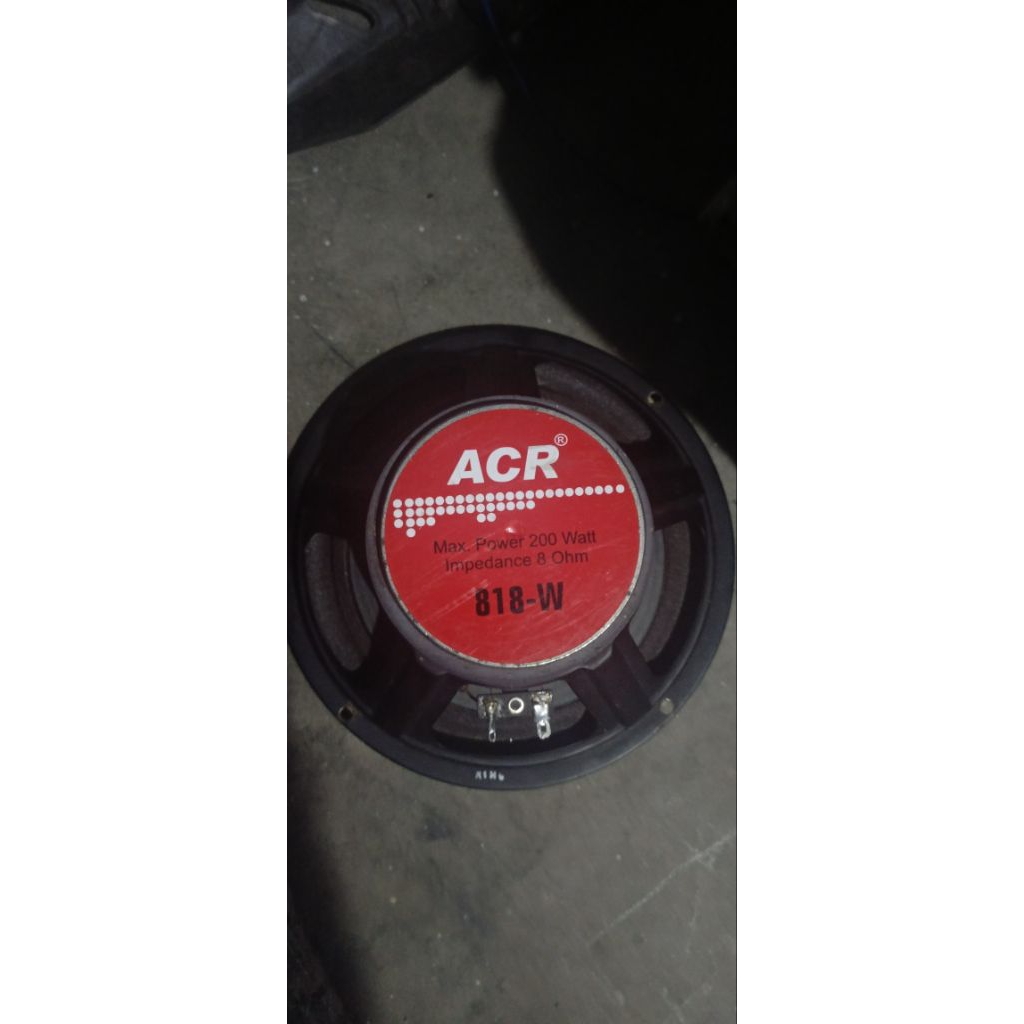 ACR®
Max. Power 200 Watt
Impedance 8 Ohm
818-W